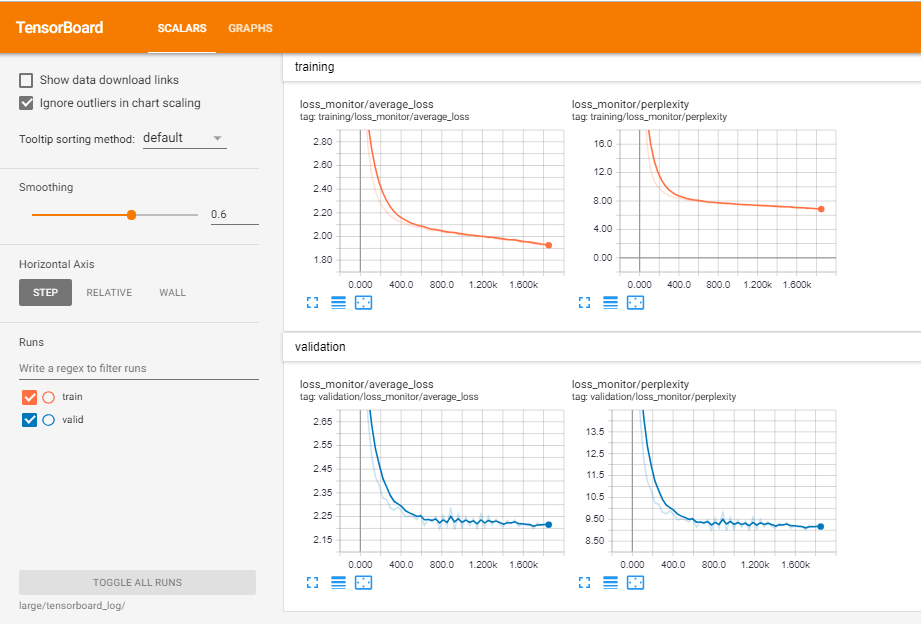 TensorBoard
SCALARS GRAPHS
Show data download links
Ignore outliers in chart scaling
Tooltip sorting method: default
Smoothing
0.6
Horizontal Axis
STEP RELATIVE WALL
Runs
Write a regex to filter runs
train
valid
TOGGLE ALL RUNS
large/tensorboard_log/
training
loss_monitor/average_loss
tag: training/loss_monitor/average_loss
2.80
2.60
2.40
2.20
2.00
1.80
0.000 400.0 800.0 1.200k 1.600k
loss_monitor/perplexity
tag: training/loss_monitor/perplexity
16.0
12.0
8.00
4.00
0.00
0.000 400.0 800.0 1.200k 1.600k
validation
loss_monitor/average_loss
tag: validation/loss_monitor/average_loss
2.65
2.55
2.45
2.35
2.25
2.15
0.000 400.0 800.0 1.200k 1.600k
loss_monitor/perplexity
tag: validation/loss_monitor/perplexity
13.5
12.5
11.5
10.5
9.50
8.50
0.000 400.0 800.0 1.200k 1.600k